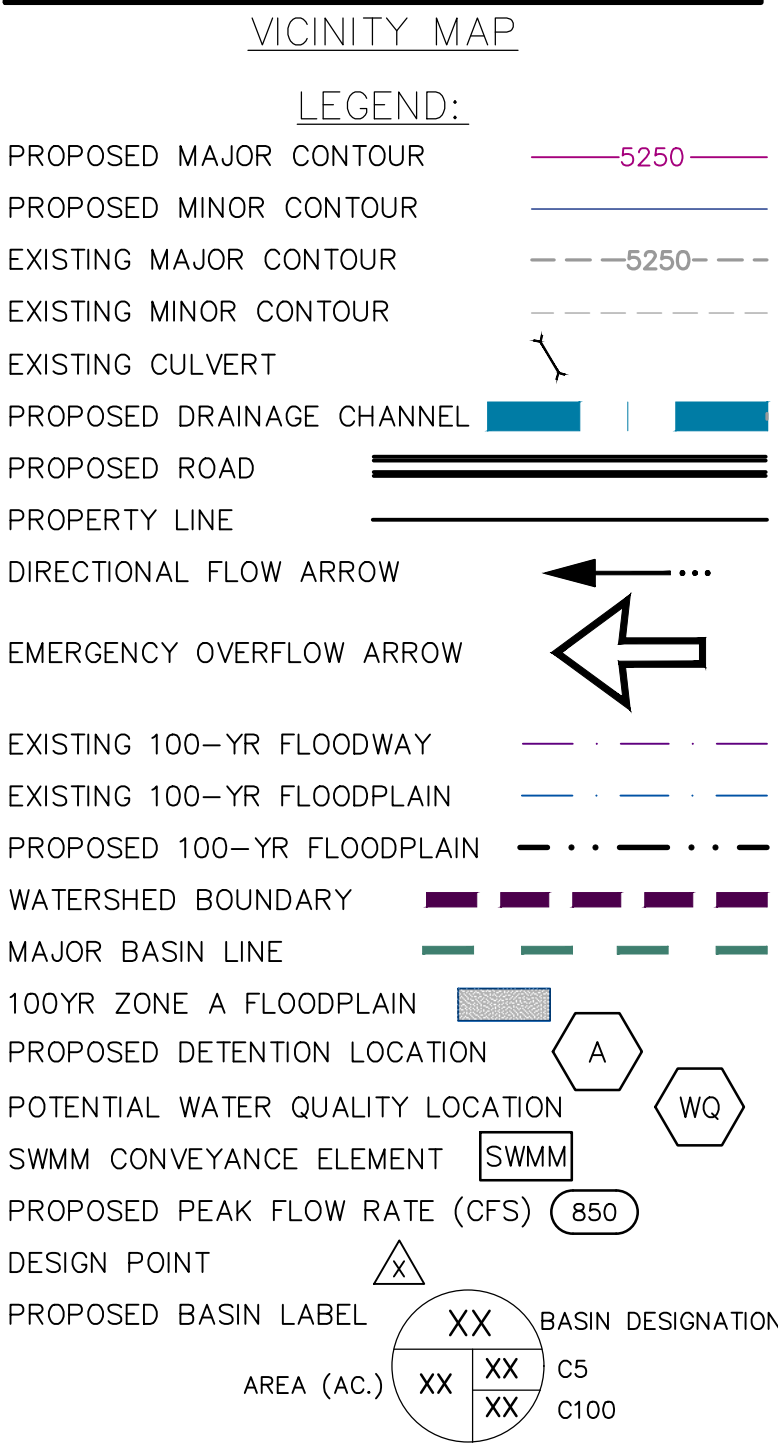 VICINITY MAP
LEGEND:
PROPOSED MAJOR CONTOUR 5250
PROPOSED MINOR CONTOUR
EXISTING MAJOR CONTOUR 5250
EXISTING MINOR CONTOUR
EXISTING CULVERT
PROPOSED DRAINAGE CHANNEL
PROPOSED ROAD
PROPERTY LINE
DIRECTIONAL FLOW ARROW
EMERGENCY OVERFLOW ARROW
EXISTING 100-YR FLOODWAY
EXISTING 100-YR FLOODPLAIN
PROPOSED 100-YR FLOODPLAIN
WATERSHED BOUNDARY
MAJOR BASIN LINE
100YR ZONE A FLOODPLAIN
PROPOSED DETENTION LOCATION A
POTENTIAL WATER QUALITY LOCATION WQ
SWMM CONVEYANCE ELEMENT SWMM
PROPOSED PEAK FLOW RATE (CFS) 850
DESIGN POINT X
PROPOSED BASIN LABEL XX BASIN DESIGNATION
AREA (AC.) XX XX C5
XX C100